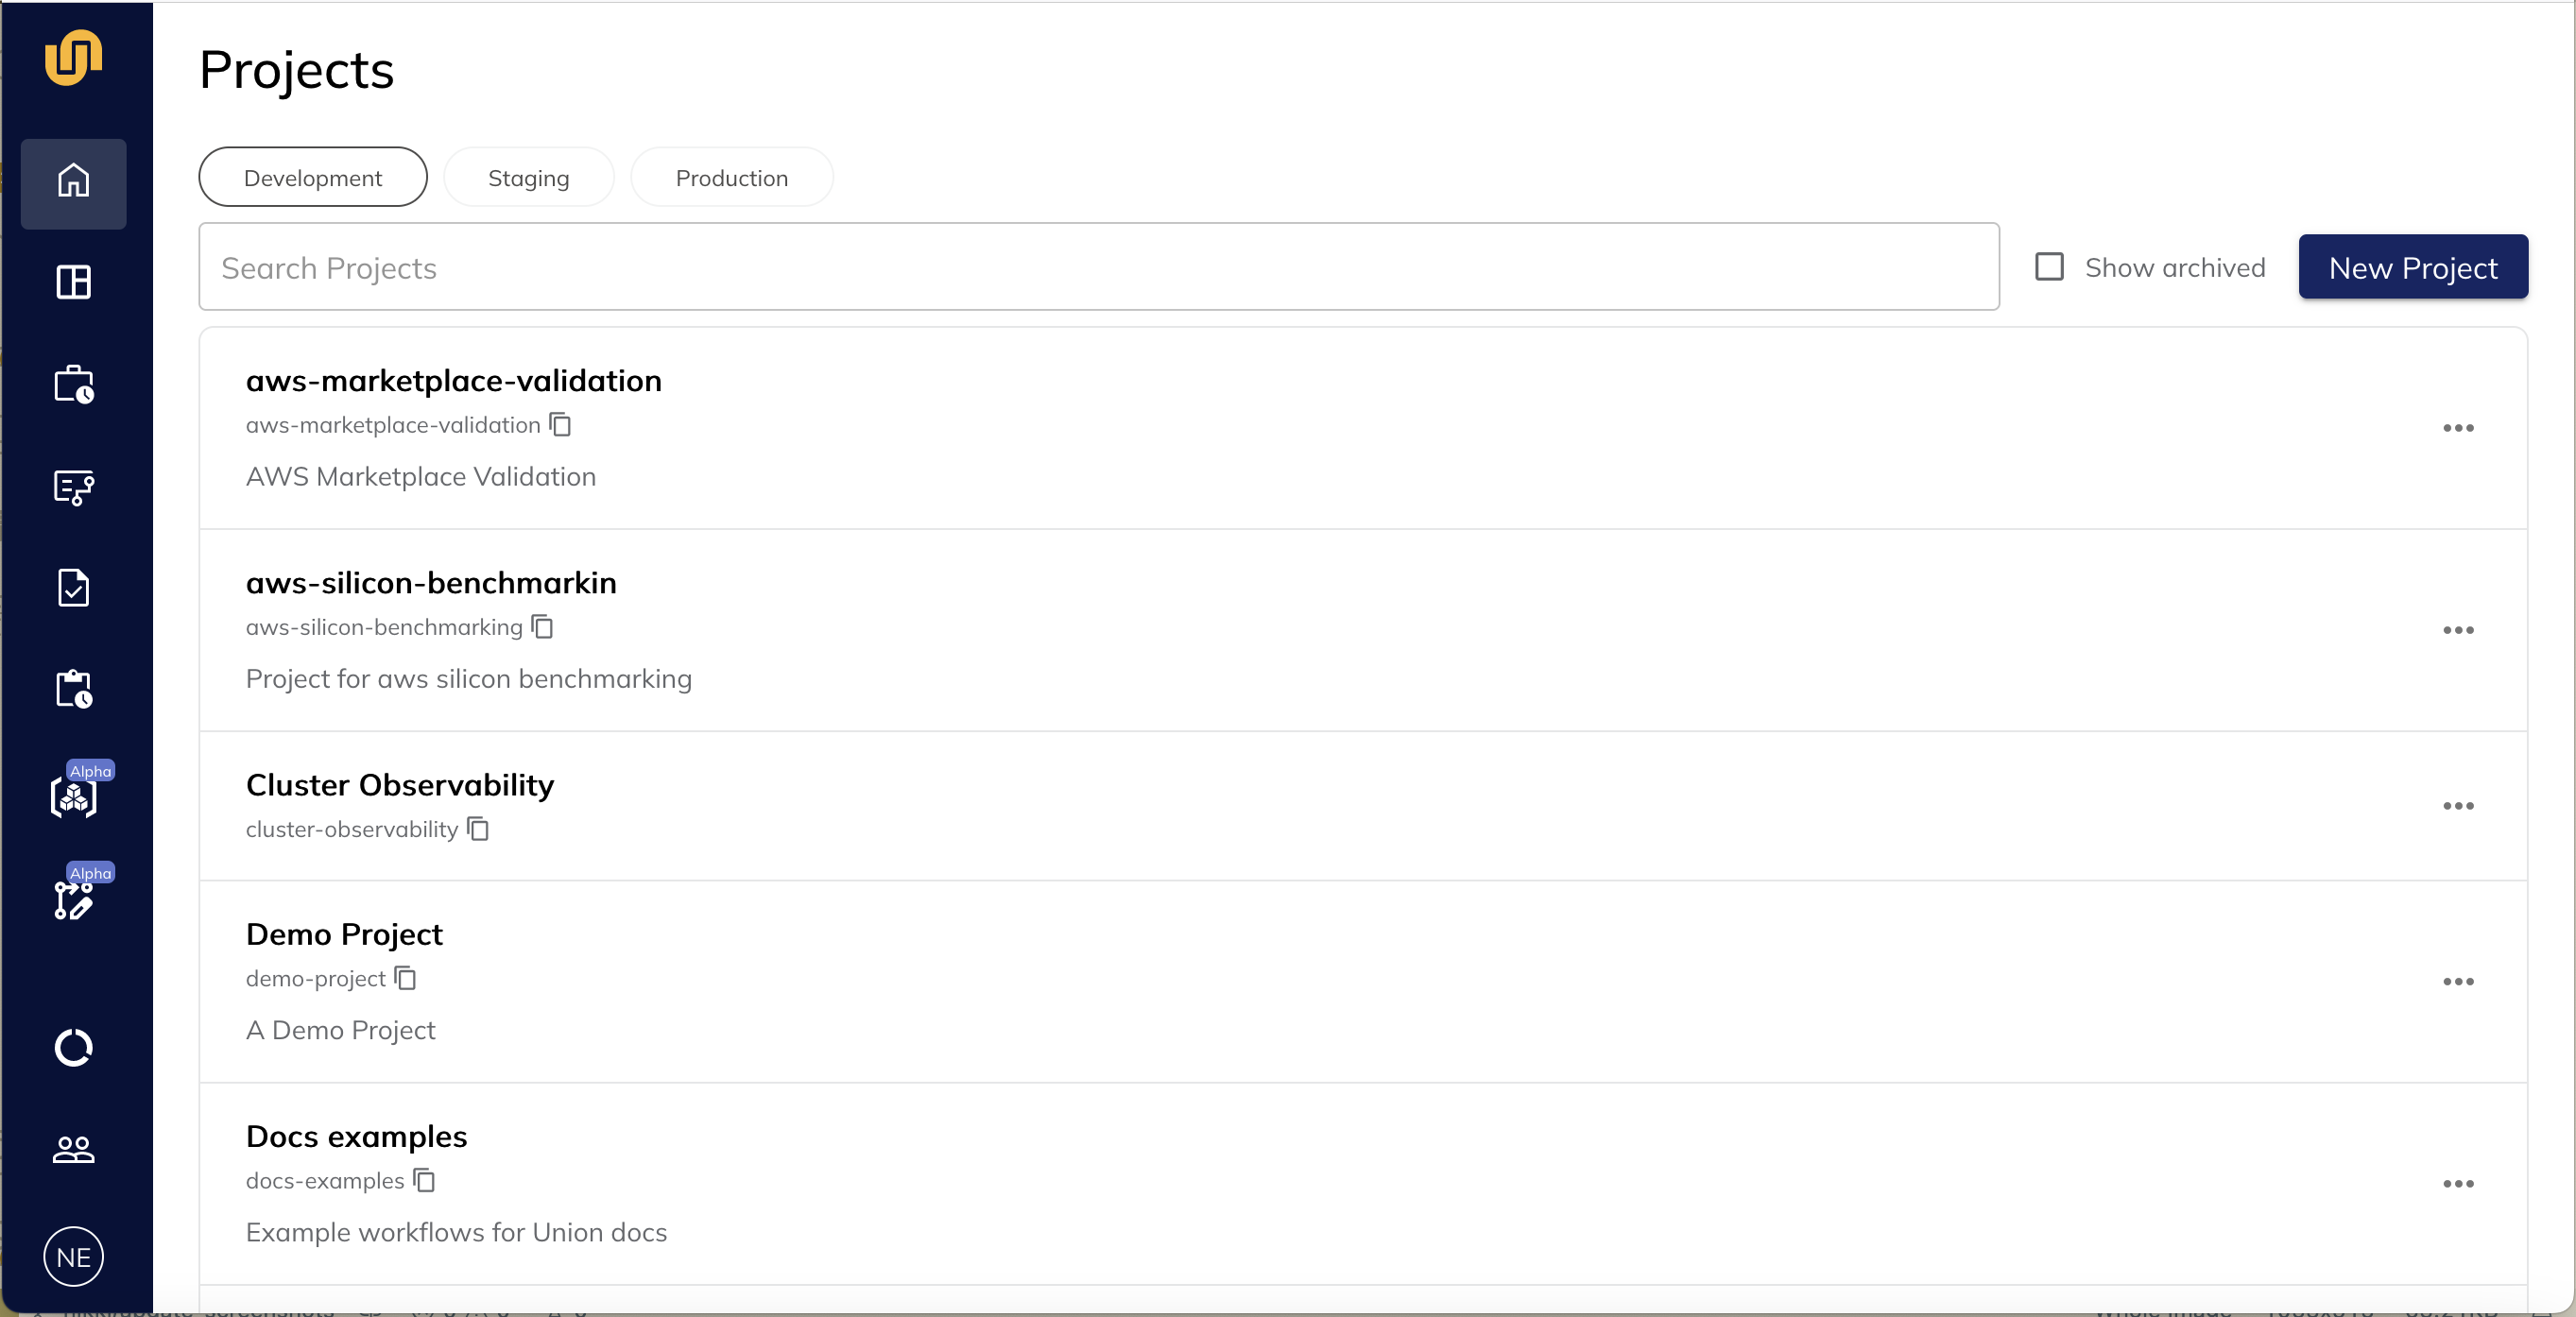 Projects
Development
Staging
Production
Search Projects
Show archived
New Project
aws-marketplace-validation
aws-marketplace-validation
AWS Marketplace Validation
aws-silicon-benchmarkin
aws-silicon-benchmarking
Project for aws silicon benchmarking
Cluster Observability
cluster-observability
Demo Project
demo-project
A Demo Project
Docs examples
docs-examples
Example workflows for Union docs
Alpha
Alpha
NE